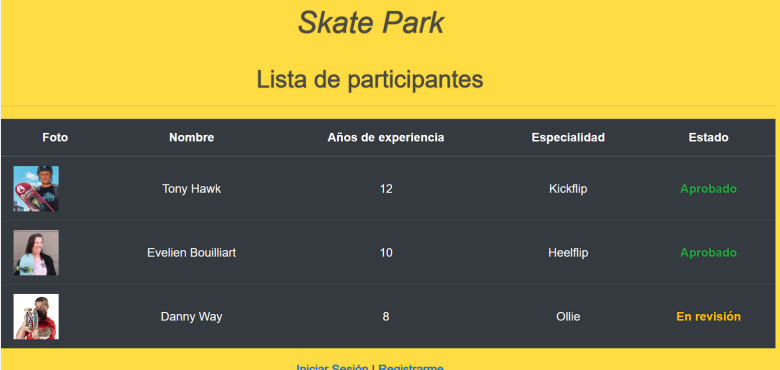 Skate Park
Lista de participantes
Foto Nombre Años de experiencia Especialidad Estado
Tony Hawk 12 Kickflip Aprobado
Evelien Bouilliart 10 Heelflip Aprobado
Danny Way 8 Ollie En revisión
Iniciar Sesión | Registrarme